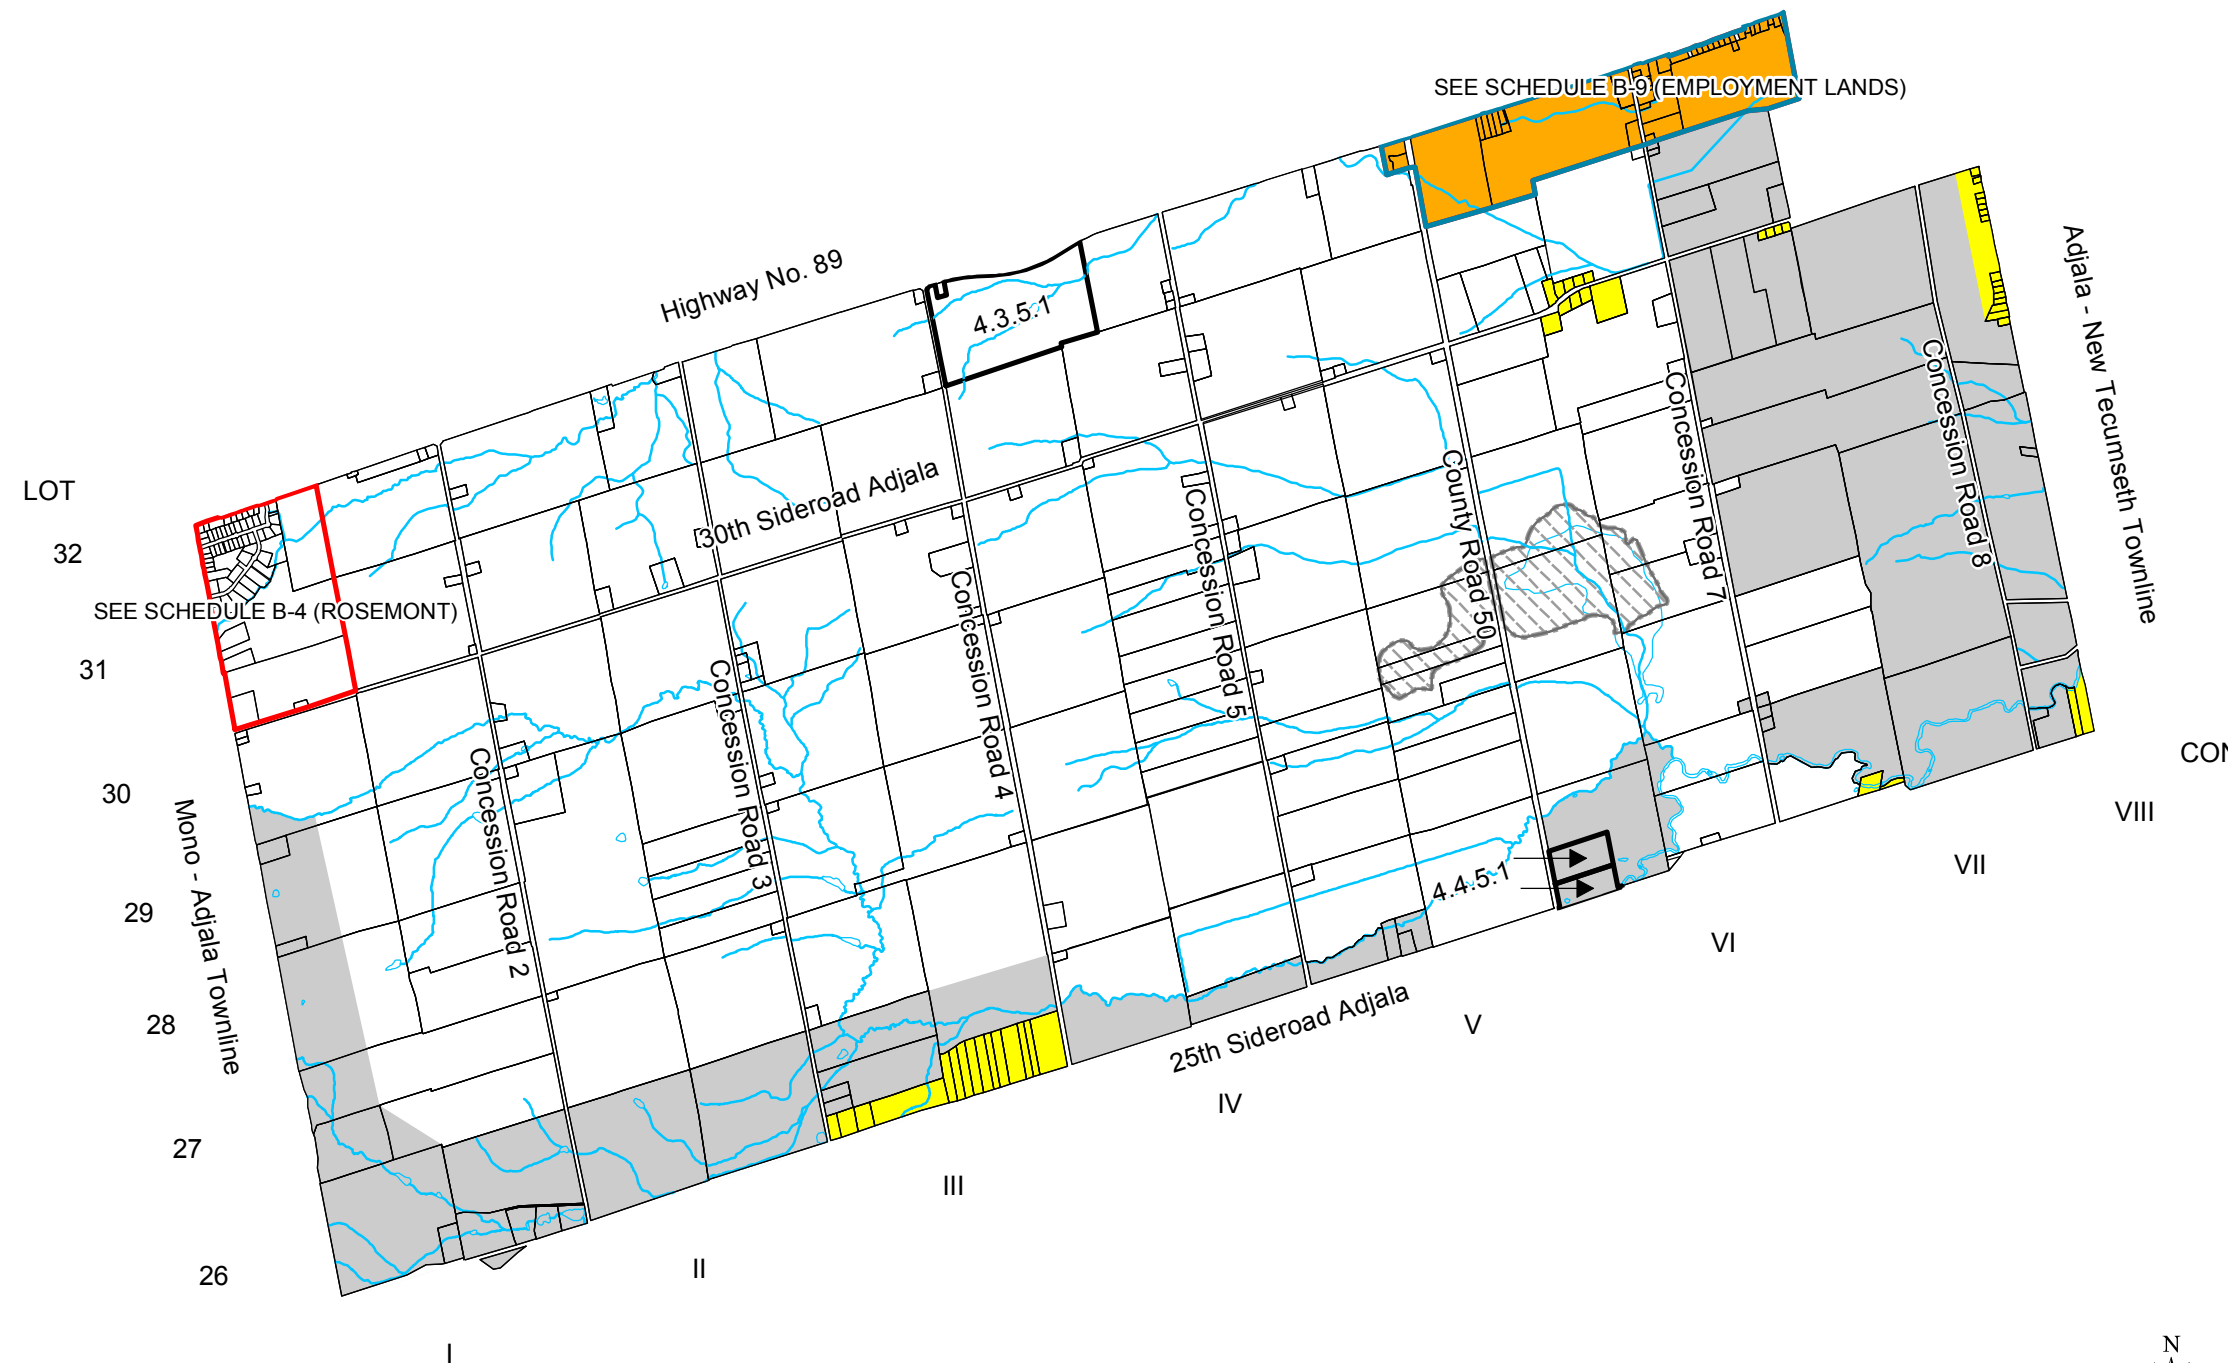 SEE SCHEDULE B-9 (EMPLOYMENT LANDS)
Highway No. 89
4.3.5.1
Adjala - New Tecumseth Townline
Concession Road 8
Concession Road 7
County Road 50
Concession Road 5
30th Sideroad Adjala
Concession Road 4
Concession Road 3
Concession Road 2
Mono - Adjala Townline
SEE SCHEDULE B-4 (ROSEMONT)
LOT
32
31
30
29
28
27
26
4.4.5.1
25th Sideroad Adjala
CON
VIII
VII
VI
V
IV
III
II
I
N